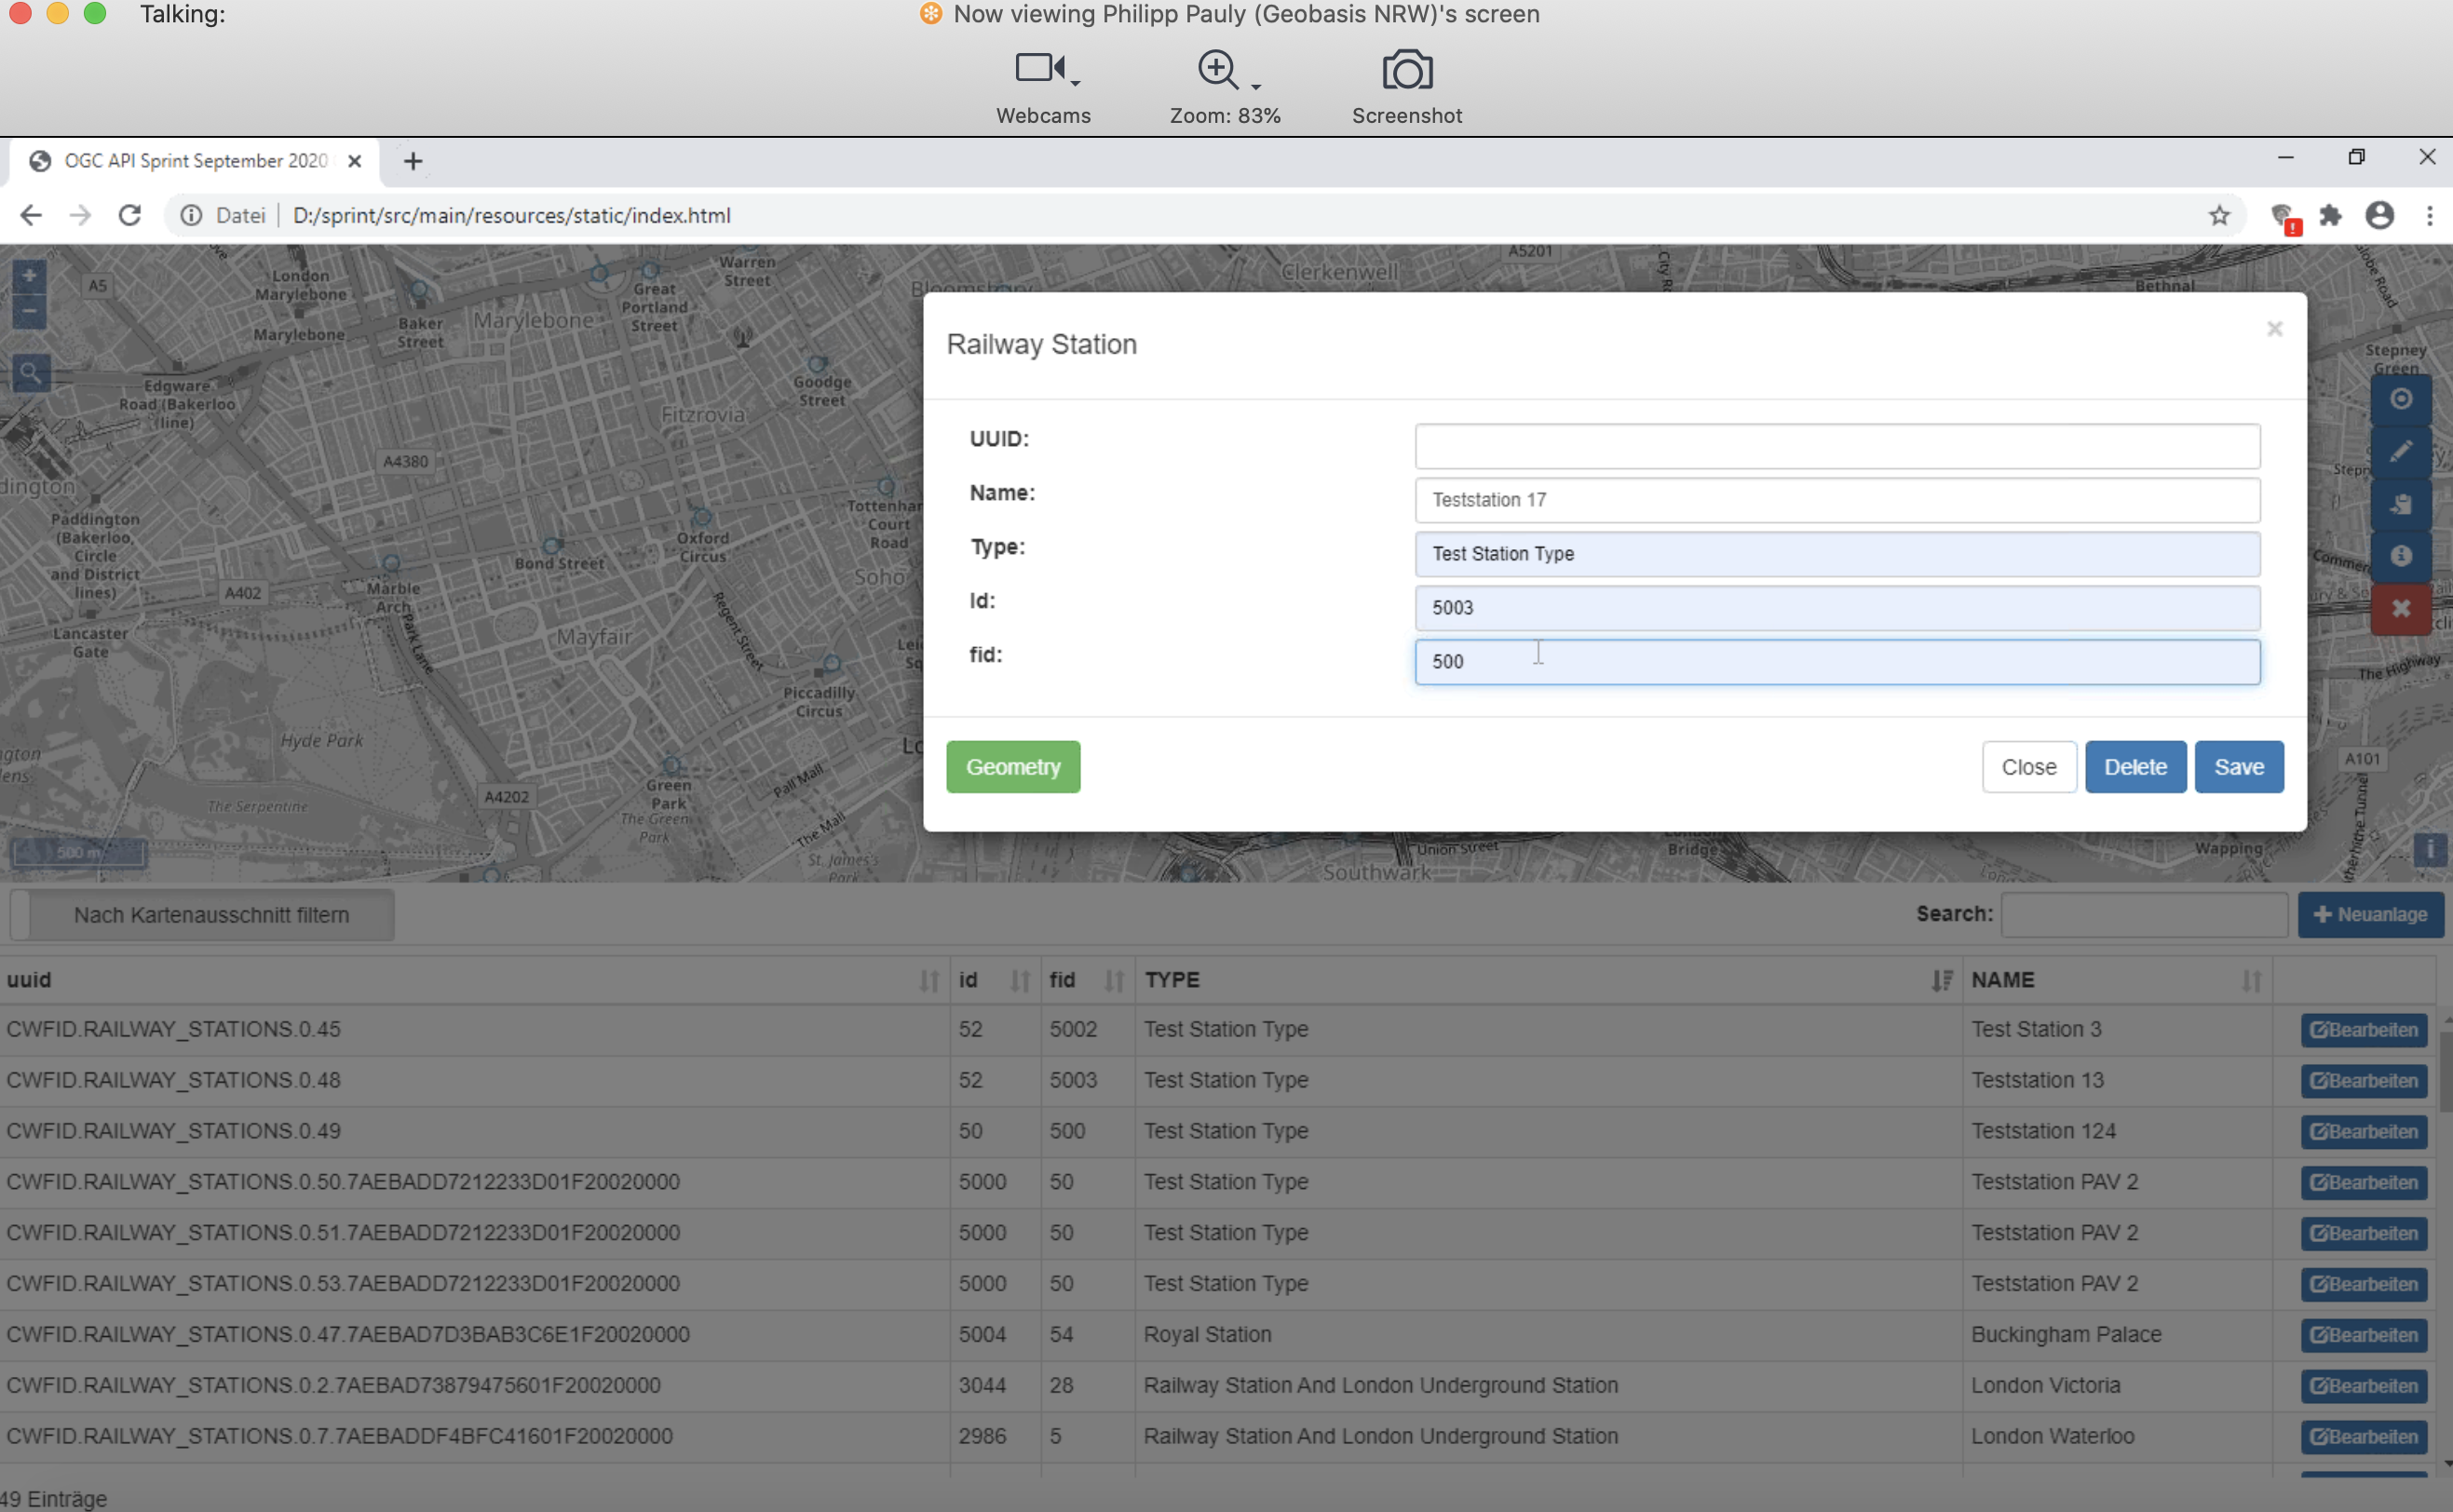 Talking:
Now viewing Philipp Pauly (Geobasis NRW)'s screen
Webcams
Zoom: 83%
Screenshot
OGC API Sprint September 2020
Datei
D:/sprint/src/main/resources/static/index.html
A5
London
Marylebone
Marylebone
Baker
Street
Marylebone
Great
Portland
Street
Warren
Street
Clerkenwell
A5201
Bethnal
Globe Road
Edgware
Road (Bakerloo
(line)
Fitzrovia
Goodge
Street
Stepney
Green
A4380
Paddington
(Bakerloo,
Circle
and District
lines)
A402
Marble
Arch
Park Lane
Bond Street
Oxford
Circus
Court
Road
Soho
Regent Street
Mayfair
Lancaster
Gate
Hyde Park
The Serpentine
A4202
Piccadilly
Circus
Green
Park
The Green
Park
Pall Mall
The Mall
St. James's
Park
500 m
Union Street
Southwark
Bridge
Wapping
The Highway
A101
Railway Station
×
UUID:
Name:
Teststation 17
Type:
Test Station Type
Id:
5003
fid:
500
Geometry
Close
Delete
Save
Nach Kartenausschnitt filtern
Search:
Neuanlage
uuid id fid TYPE NAME
CWFID.RAILWAY_STATIONS.0.45 52 5002 Test Station Type Test Station 3 Bearbeiten
CWFID.RAILWAY_STATIONS.0.48 52 5003 Test Station Type Teststation 13 Bearbeiten
CWFID.RAILWAY_STATIONS.0.49 50 500 Test Station Type Teststation 124 Bearbeiten
CWFID.RAILWAY_STATIONS.0.50.7AEBADD7212233D01F20020000 5000 50 Test Station Type Teststation PAV 2 Bearbeiten
CWFID.RAILWAY_STATIONS.0.51.7AEBADD7212233D01F20020000 5000 50 Test Station Type Teststation PAV 2 Bearbeiten
CWFID.RAILWAY_STATIONS.0.53.7AEBADD7212233D01F20020000 5000 50 Test Station Type Teststation PAV 2 Bearbeiten
CWFID.RAILWAY_STATIONS.0.47.7AEBAD7D3BAB3C6E1F20020000 5004 54 Royal Station Buckingham Palace Bearbeiten
CWFID.RAILWAY_STATIONS.0.2.7AEBAD73879475601F20020000 3044 28 Railway Station And London Underground Station London Victoria Bearbeiten
CWFID.RAILWAY_STATIONS.0.7.7AEBADDF4BFC41601F20020000 2986 5 Railway Station And London Underground Station London Waterloo Bearbeiten
49 Einträge